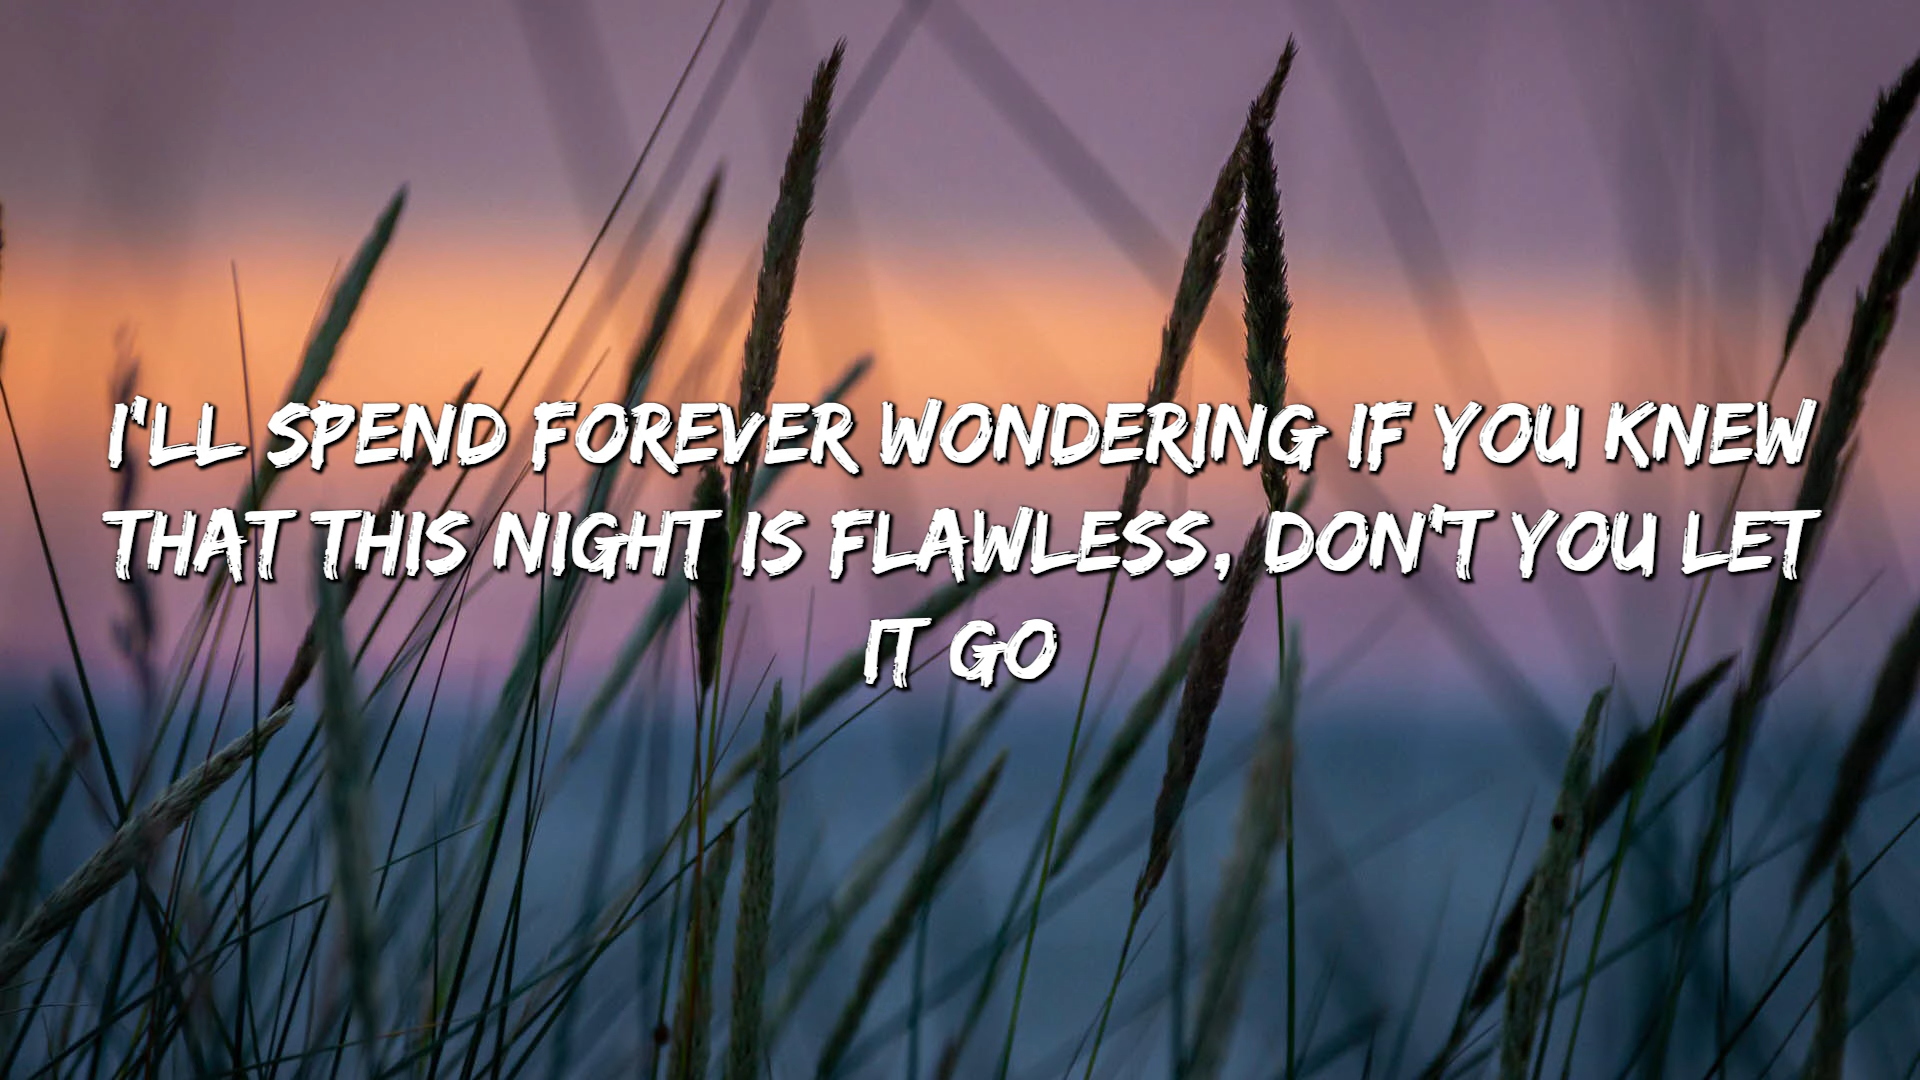 I'LL SPEND FOREVER WONDERING IF YOU KNEW
THAT THIS NIGHT IS FLAWLESS, DON'T YOU LET
IT GO